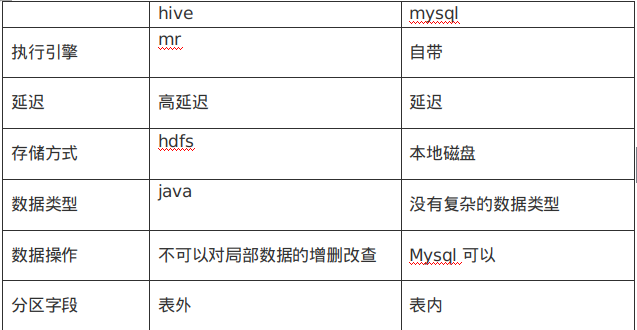 hive mysql
执行引擎 mr 自带
延迟 高延迟 延迟
存储方式 hdfs 本地磁盘
数据类型 java 没有复杂的数据类型
数据操作 不可以对局部数据的增删改查 Mysql 可以
分区字段 表外 表内